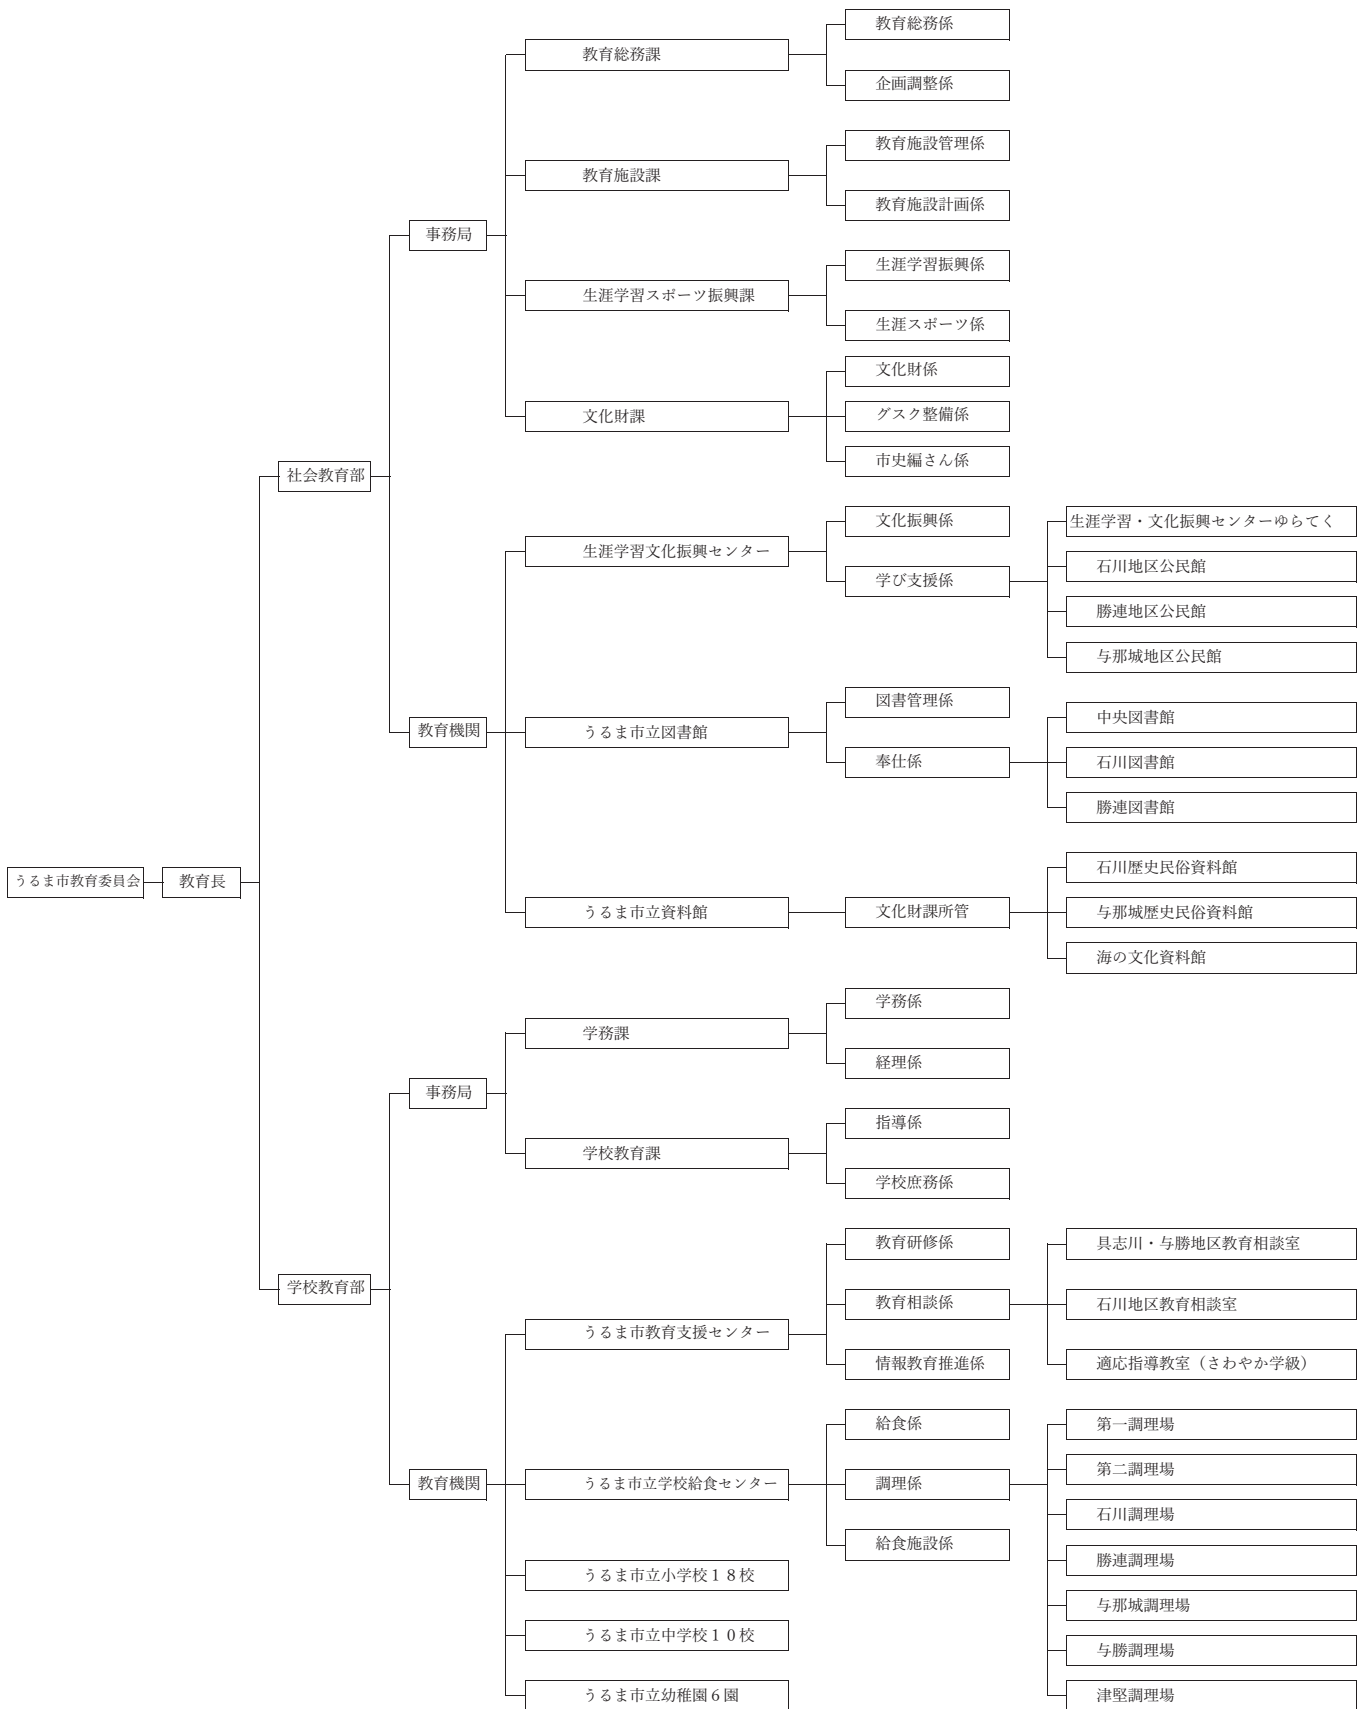 うるま市教育委員会
教育長
社会教育部
事務局
教育総務課
教育総務係
企画調整係
教育施設課
教育施設管理係
教育施設計画係
生涯学習スポーツ振興課
生涯学習振興係
生涯スポーツ係
文化財課
文化財係
グスク整備係
市史編さん係
教育機関
生涯学習文化振興センター
文化振興係
学び支援係
生涯学習・文化振興センターゆらてく
石川地区公民館
勝連地区公民館
与那城地区公民館
うるま市立図書館
図書管理係
奉仕係
中央図書館
石川図書館
勝連図書館
うるま市立資料館
文化財課所管
石川歴史民俗資料館
与那城歴史民俗資料館
海の文化資料館
学校教育部
事務局
学務課
学務係
経理係
学校教育課
指導係
学校庶務係
教育機関
うるま市教育支援センター
教育研修係
教育相談係
具志川・与勝地区教育相談室
石川地区教育相談室
適応指導教室（さわやか学級）
情報教育推進係
うるま市立学校給食センター
給食係
調理係
第一調理場
第二調理場
石川調理場
勝連調理場
与那城調理場
与勝調理場
津堅調理場
給食施設係
うるま市立小学校１８校
うるま市立中学校１０校
うるま市立幼稚園６園